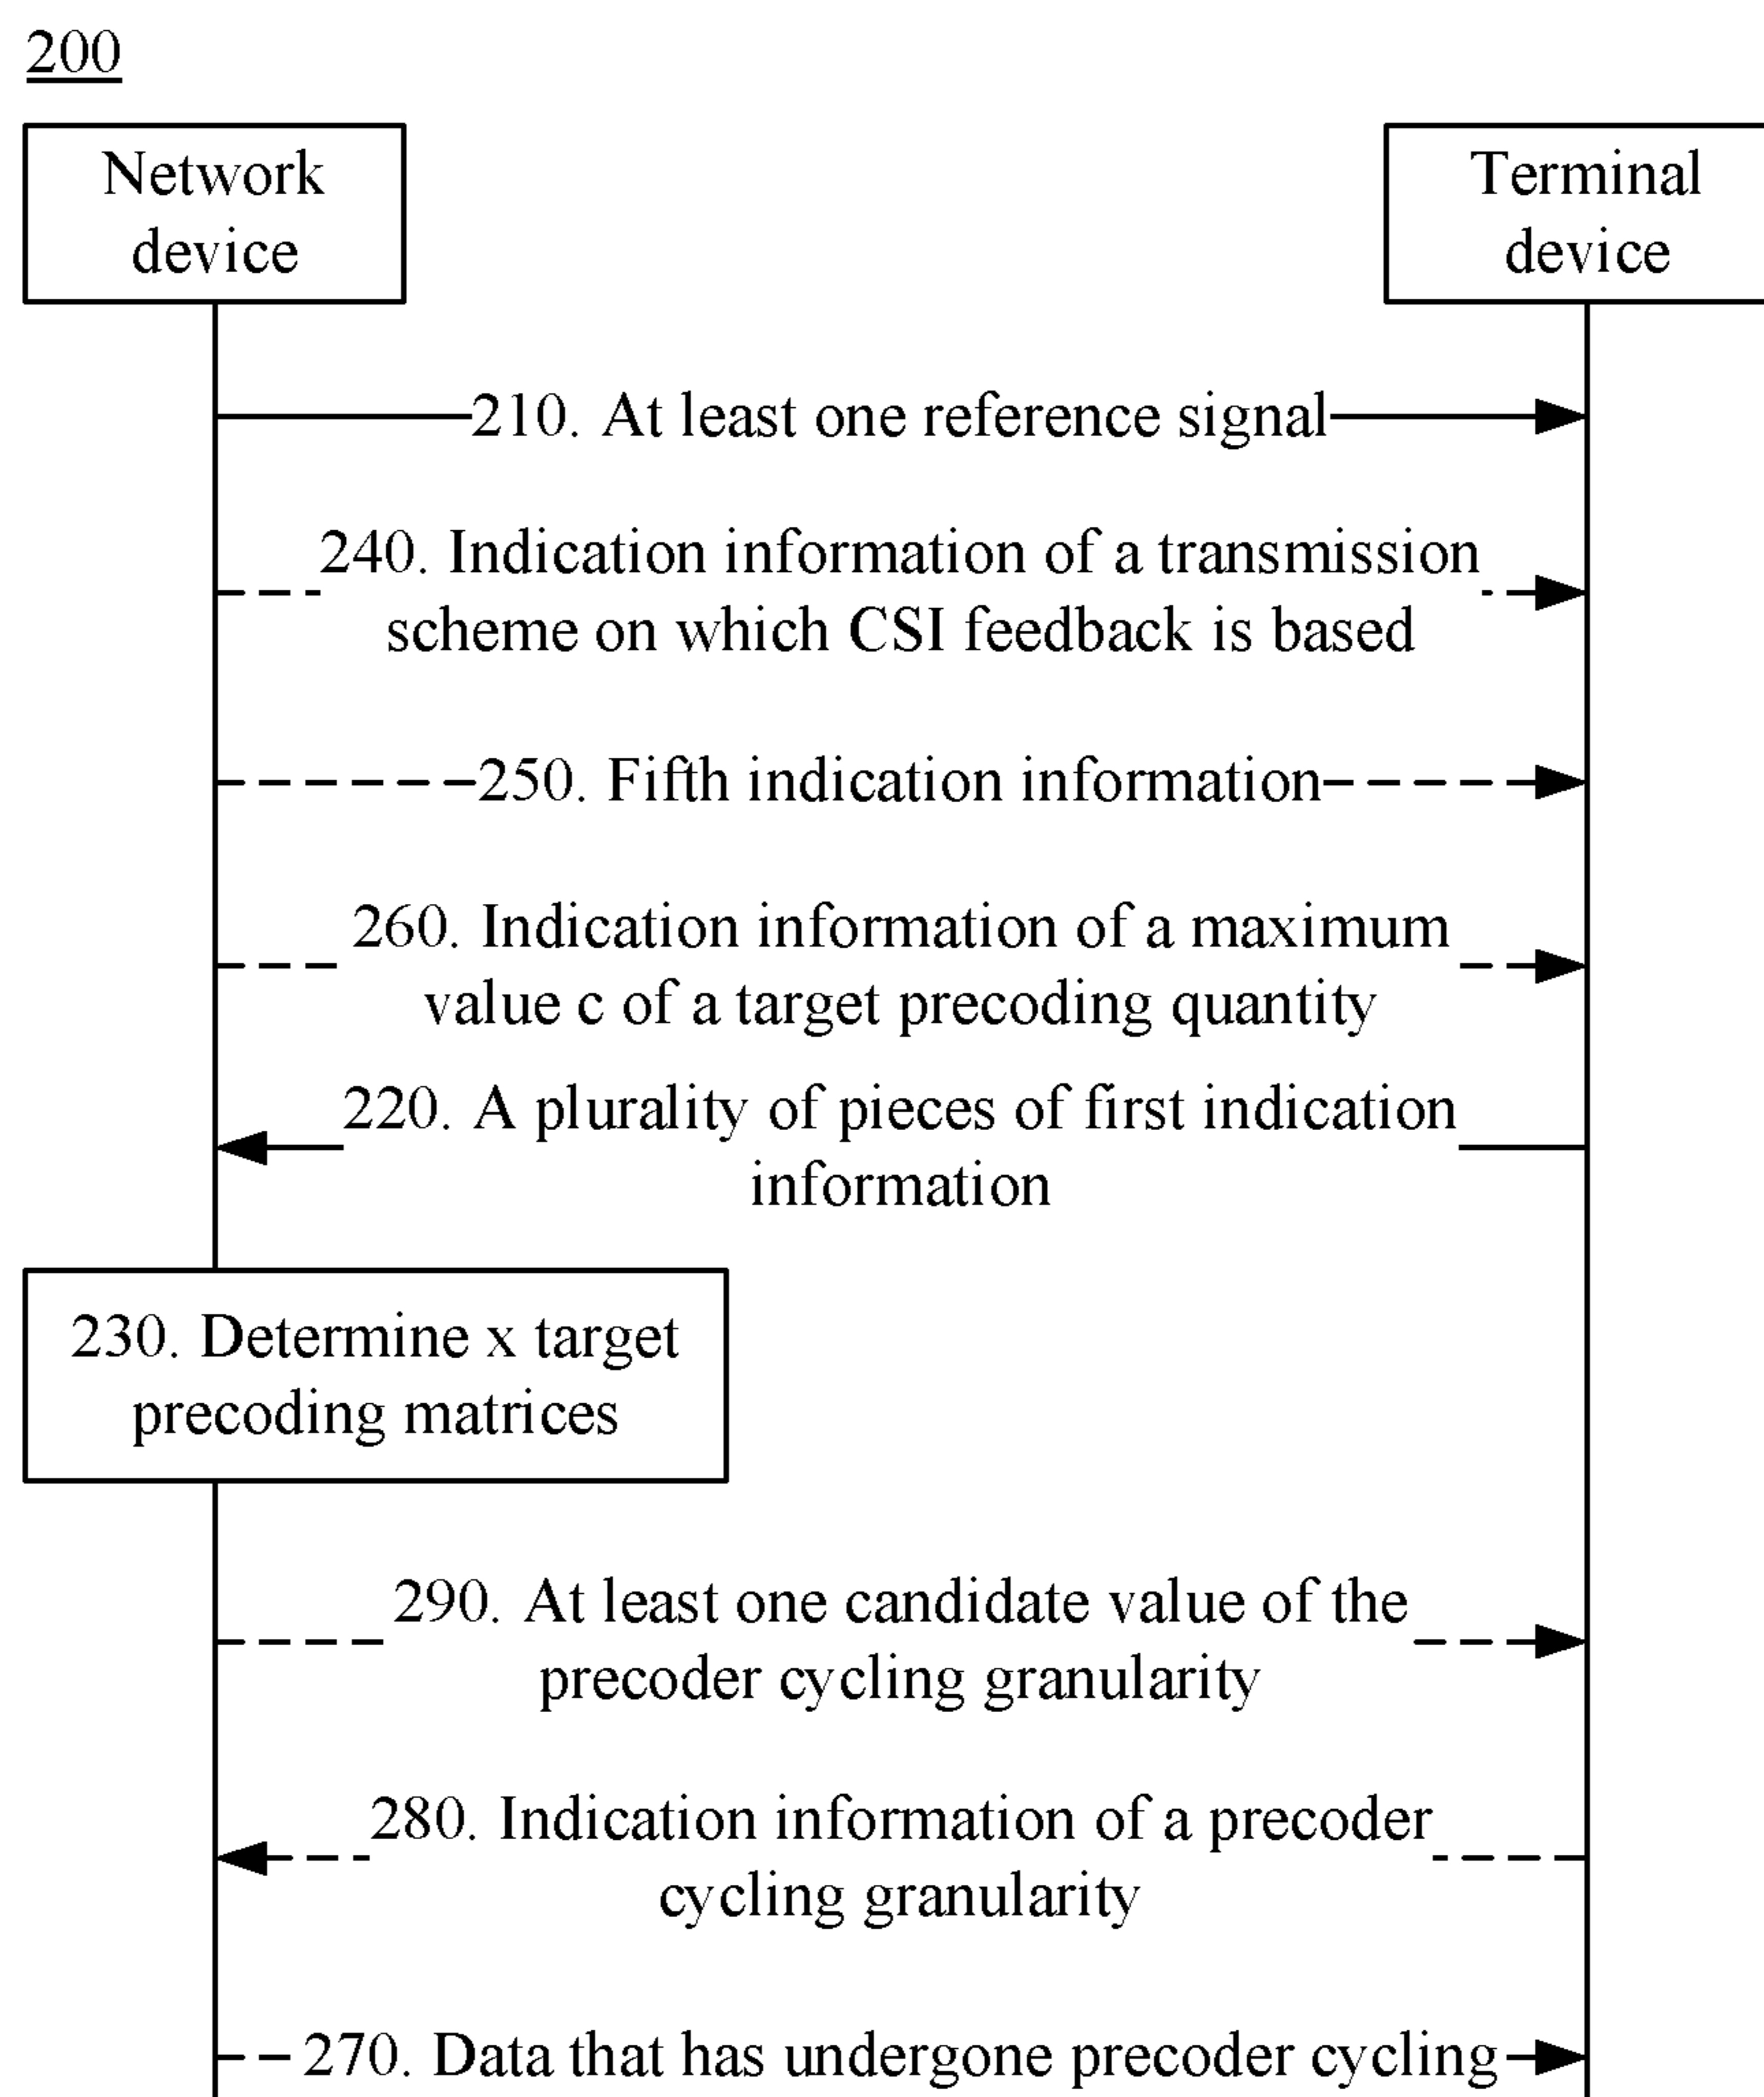 200
Network
device
Terminal
device
210. At least one reference signal
240. Indication information of a transmission
scheme on which CSI feedback is based
250. Fifth indication information
260. Indication information of a maximum
value c of a target precoding quantity
220. A plurality of pieces of first indication
information
230. Determine x target
precoding matrices
290. At least one candidate value of the
precoder cycling granularity
280. Indication information of a precoder
cycling granularity
270. Data that has undergone precoder cycling